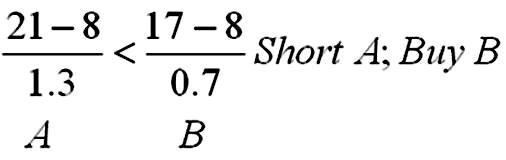 21 – 8 17 – 8
< Short A; Buy B
1.3 0.7
A B